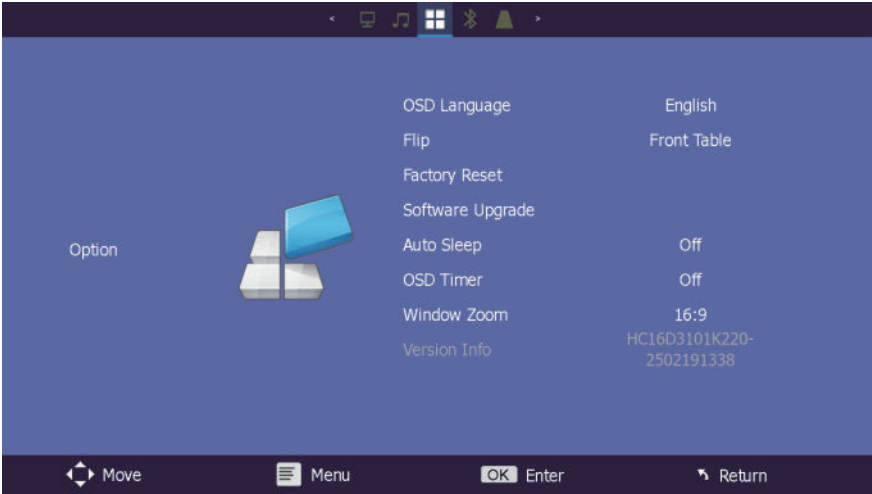 OSD Language English
Flip Front Table
Factory Reset
Software Upgrade
Option
Auto Sleep Off
OSD Timer Off
Window Zoom 16:9
Version Info HC16D3101K220-
2502191338
Move Menu OK Enter Return